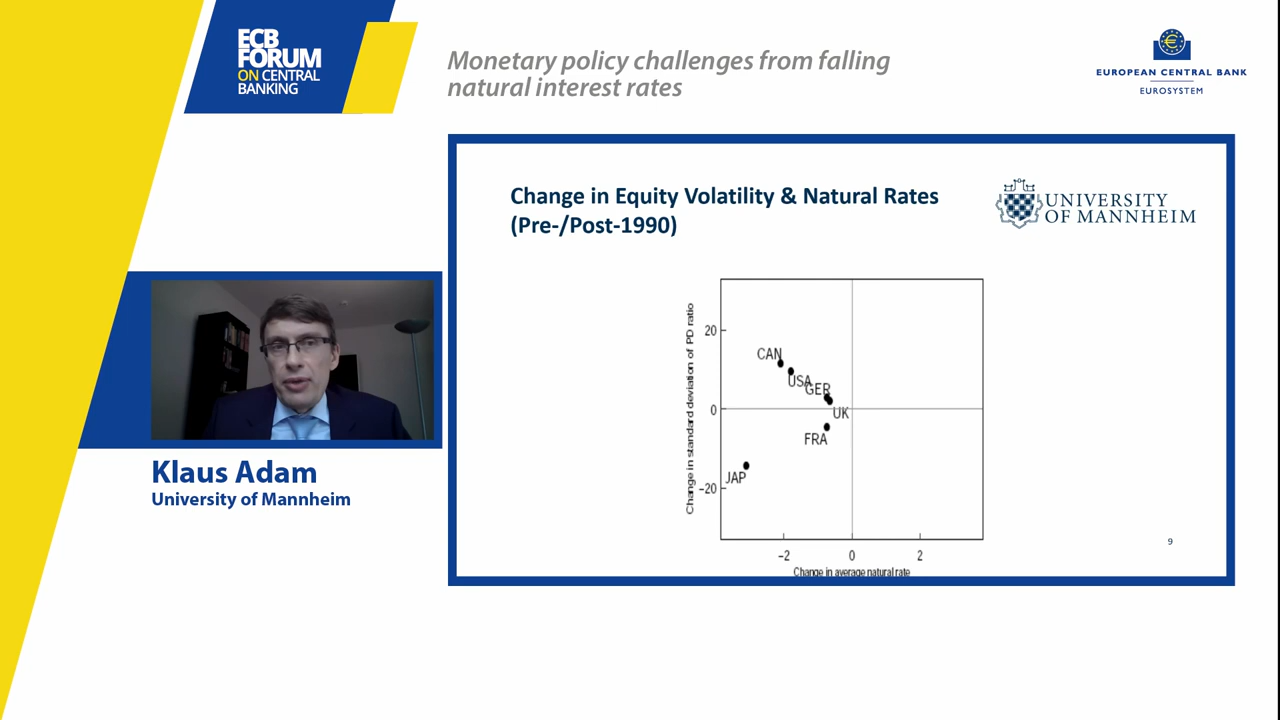 ECB
FORUM
ON CENTRAL
BANKING
Monetary policy challenges from falling
natural interest rates
EUROPEAN CENTRAL BANK
EUROSYSTEM
Change in Equity Volatility & Natural Rates
(Pre-/Post-1990)
UNIVERSITY
OF MANNHEIM
Change in standard deviation of PD ratio
20
0
−20
CAN
USA
GER
UK
FRA
JAP
−2
0
2
Change in average natural rate
9
Klaus Adam
University of Mannheim